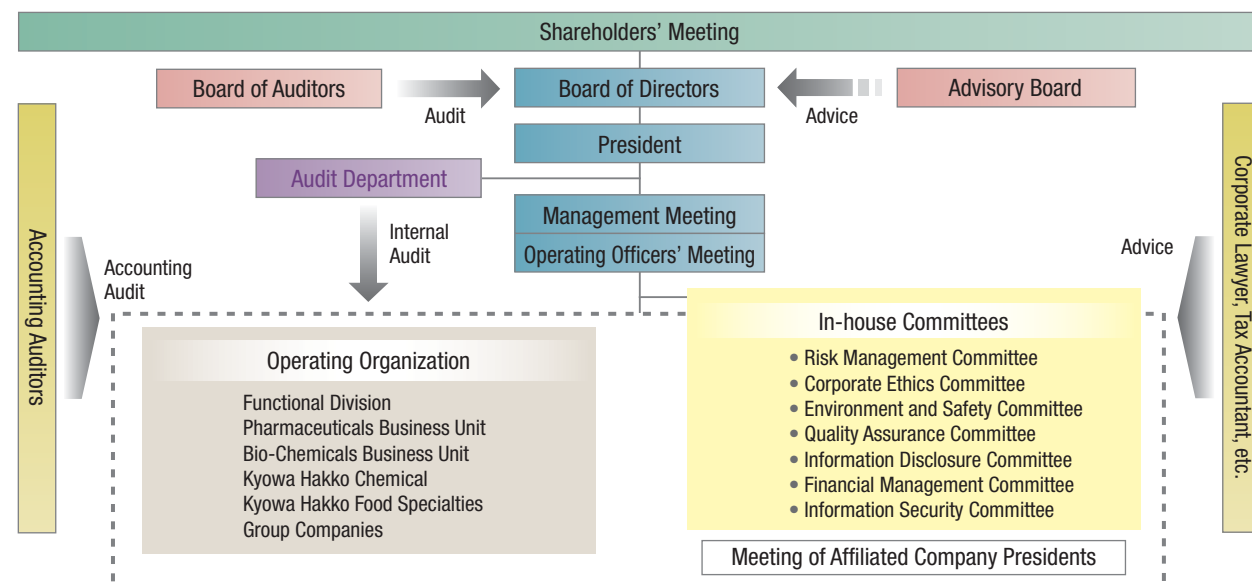 Shareholders' Meeting
Board of Auditors
Audit
Board of Directors
Advice
Advisory Board
President
Audit Department
Internal
Audit
Management Meeting
Operating Officers' Meeting
Accounting Auditors
Accounting
Audit
Advice
Corporate Lawyer, Tax Accountant, etc.
Operating Organization
Functional Division
Pharmaceuticals Business Unit
Bio-Chemicals Business Unit
Kyowa Hakko Chemical
Kyowa Hakko Food Specialties
Group Companies
In-house Committees
• Risk Management Committee
• Corporate Ethics Committee
• Environment and Safety Committee
• Quality Assurance Committee
• Information Disclosure Committee
• Financial Management Committee
• Information Security Committee
Meeting of Affiliated Company Presidents